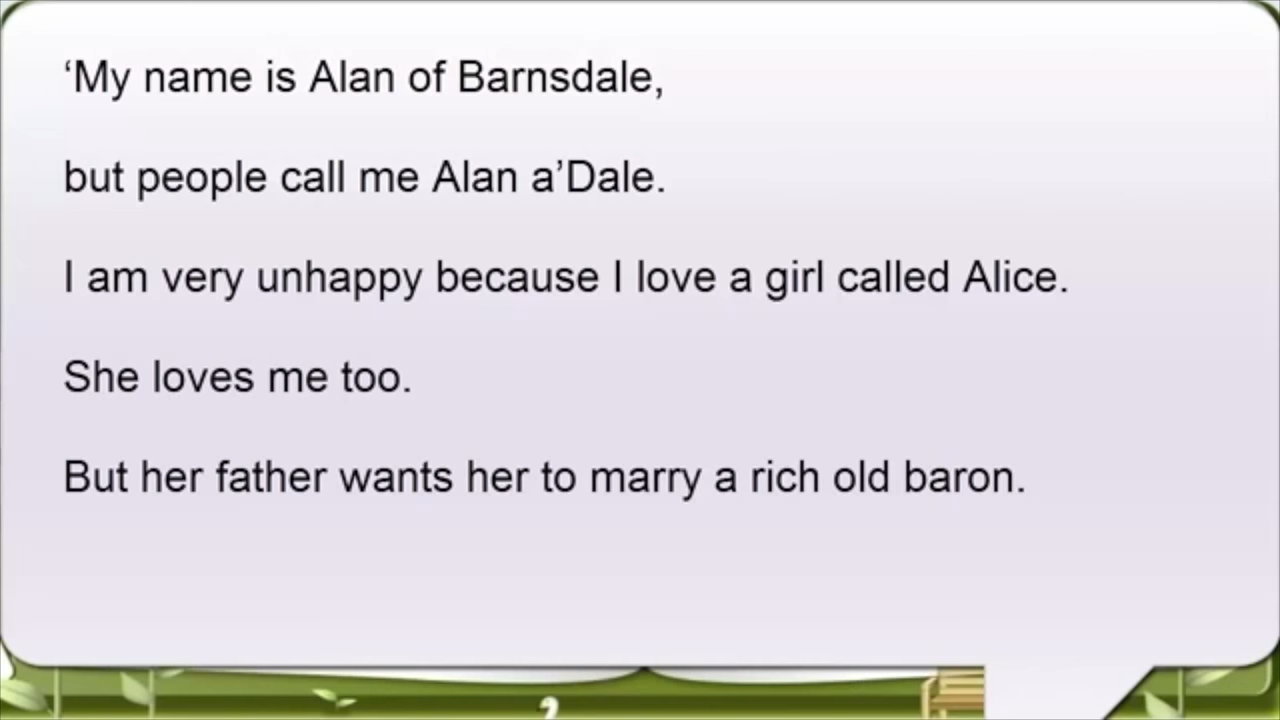 ‘My name is Alan of Barnsdale,
but people call me Alan a’Dale.
I am very unhappy because I love a girl called Alice.
She loves me too.
But her father wants her to marry a rich old baron.